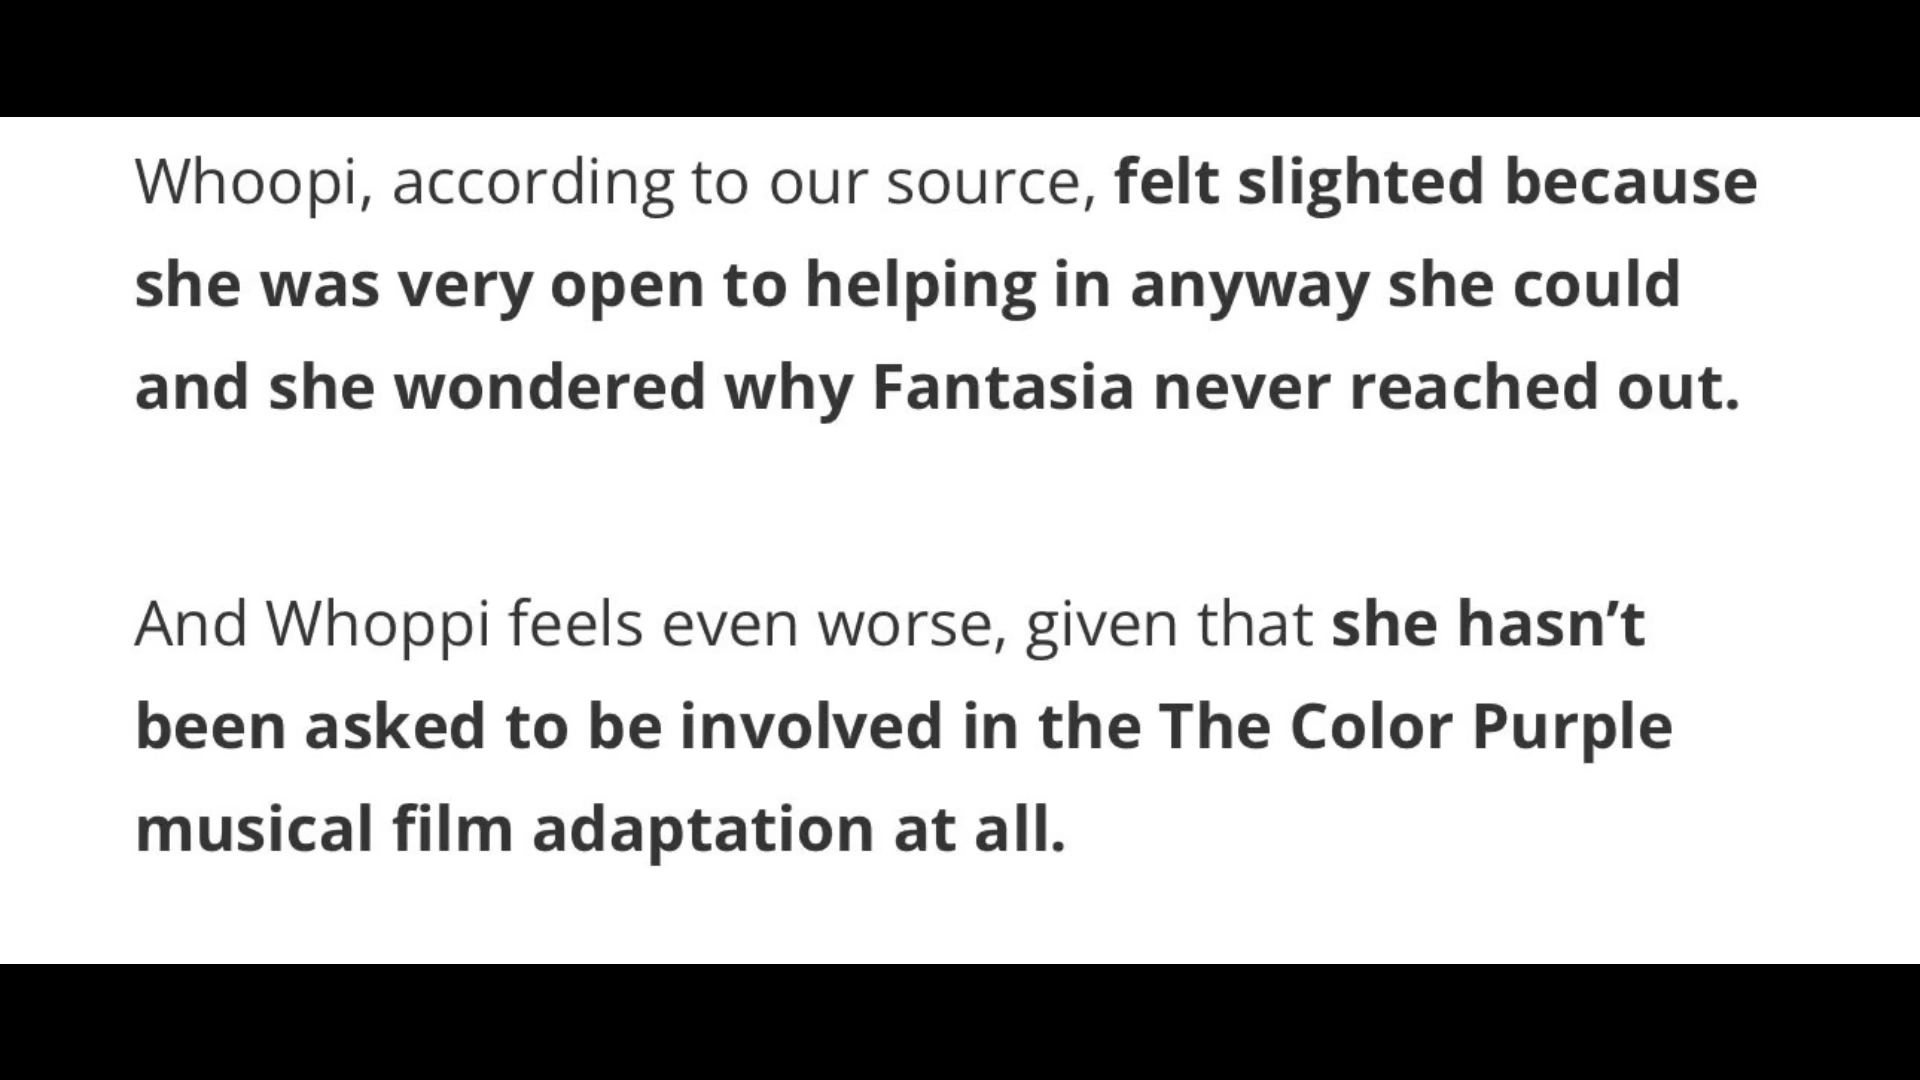 Whoopi, according to our source, felt slighted because
she was very open to helping in anyway she could
and she wondered why Fantasia never reached out.
And Whoppi feels even worse, given that she hasn’t
been asked to be involved in the The Color Purple
musical film adaptation at all.